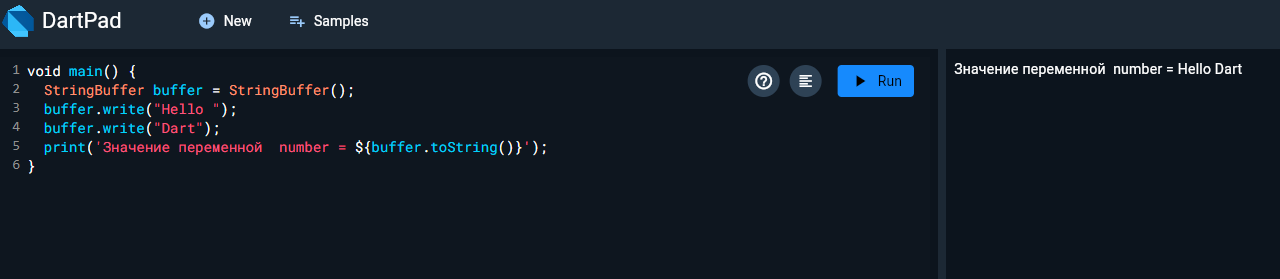 DartPad New Samples
1 void main() {
2 StringBuffer buffer = StringBuffer();
3 buffer.write("Hello ");
4 buffer.write("Dart");
5 print('Значение переменной  number = ${buffer.toString()}');
6 }
Run
Значение переменной  number = Hello Dart